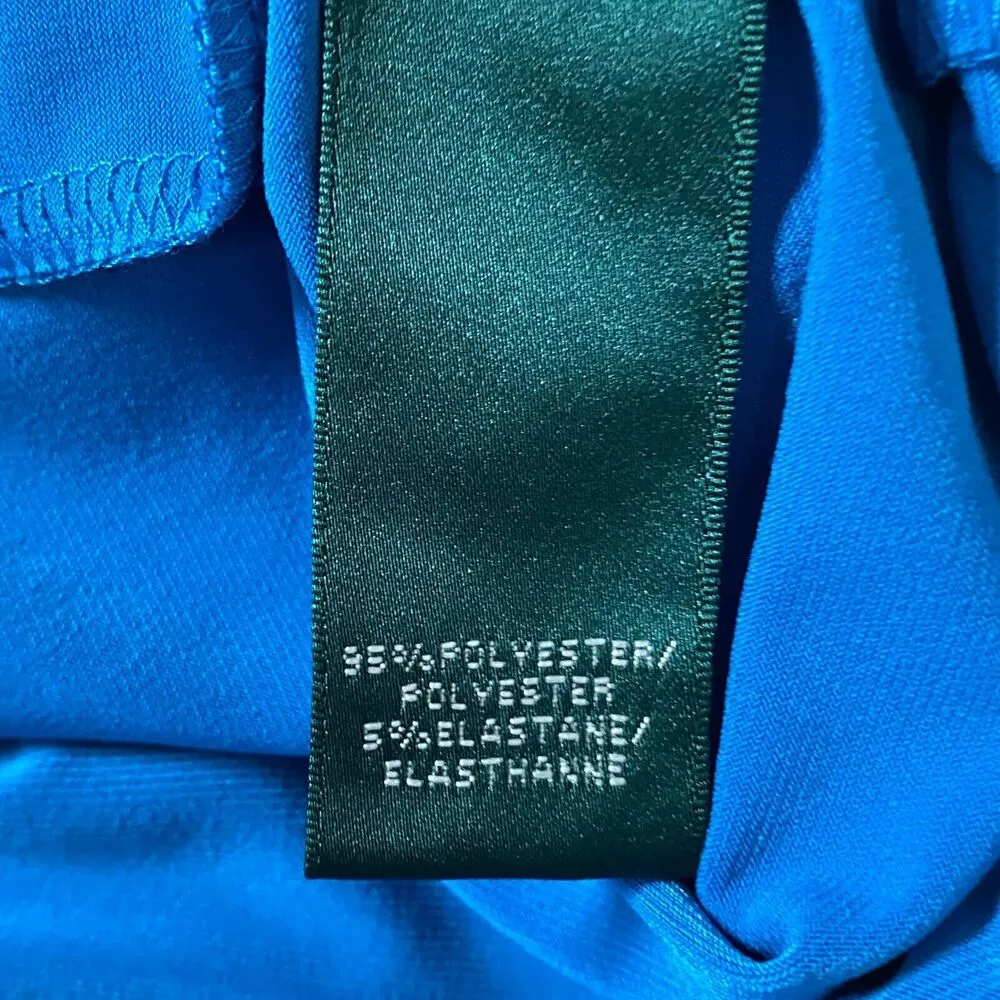 95%POLYESTER/
POLYESTER
5%ELASTANE/
ELASTHANNE